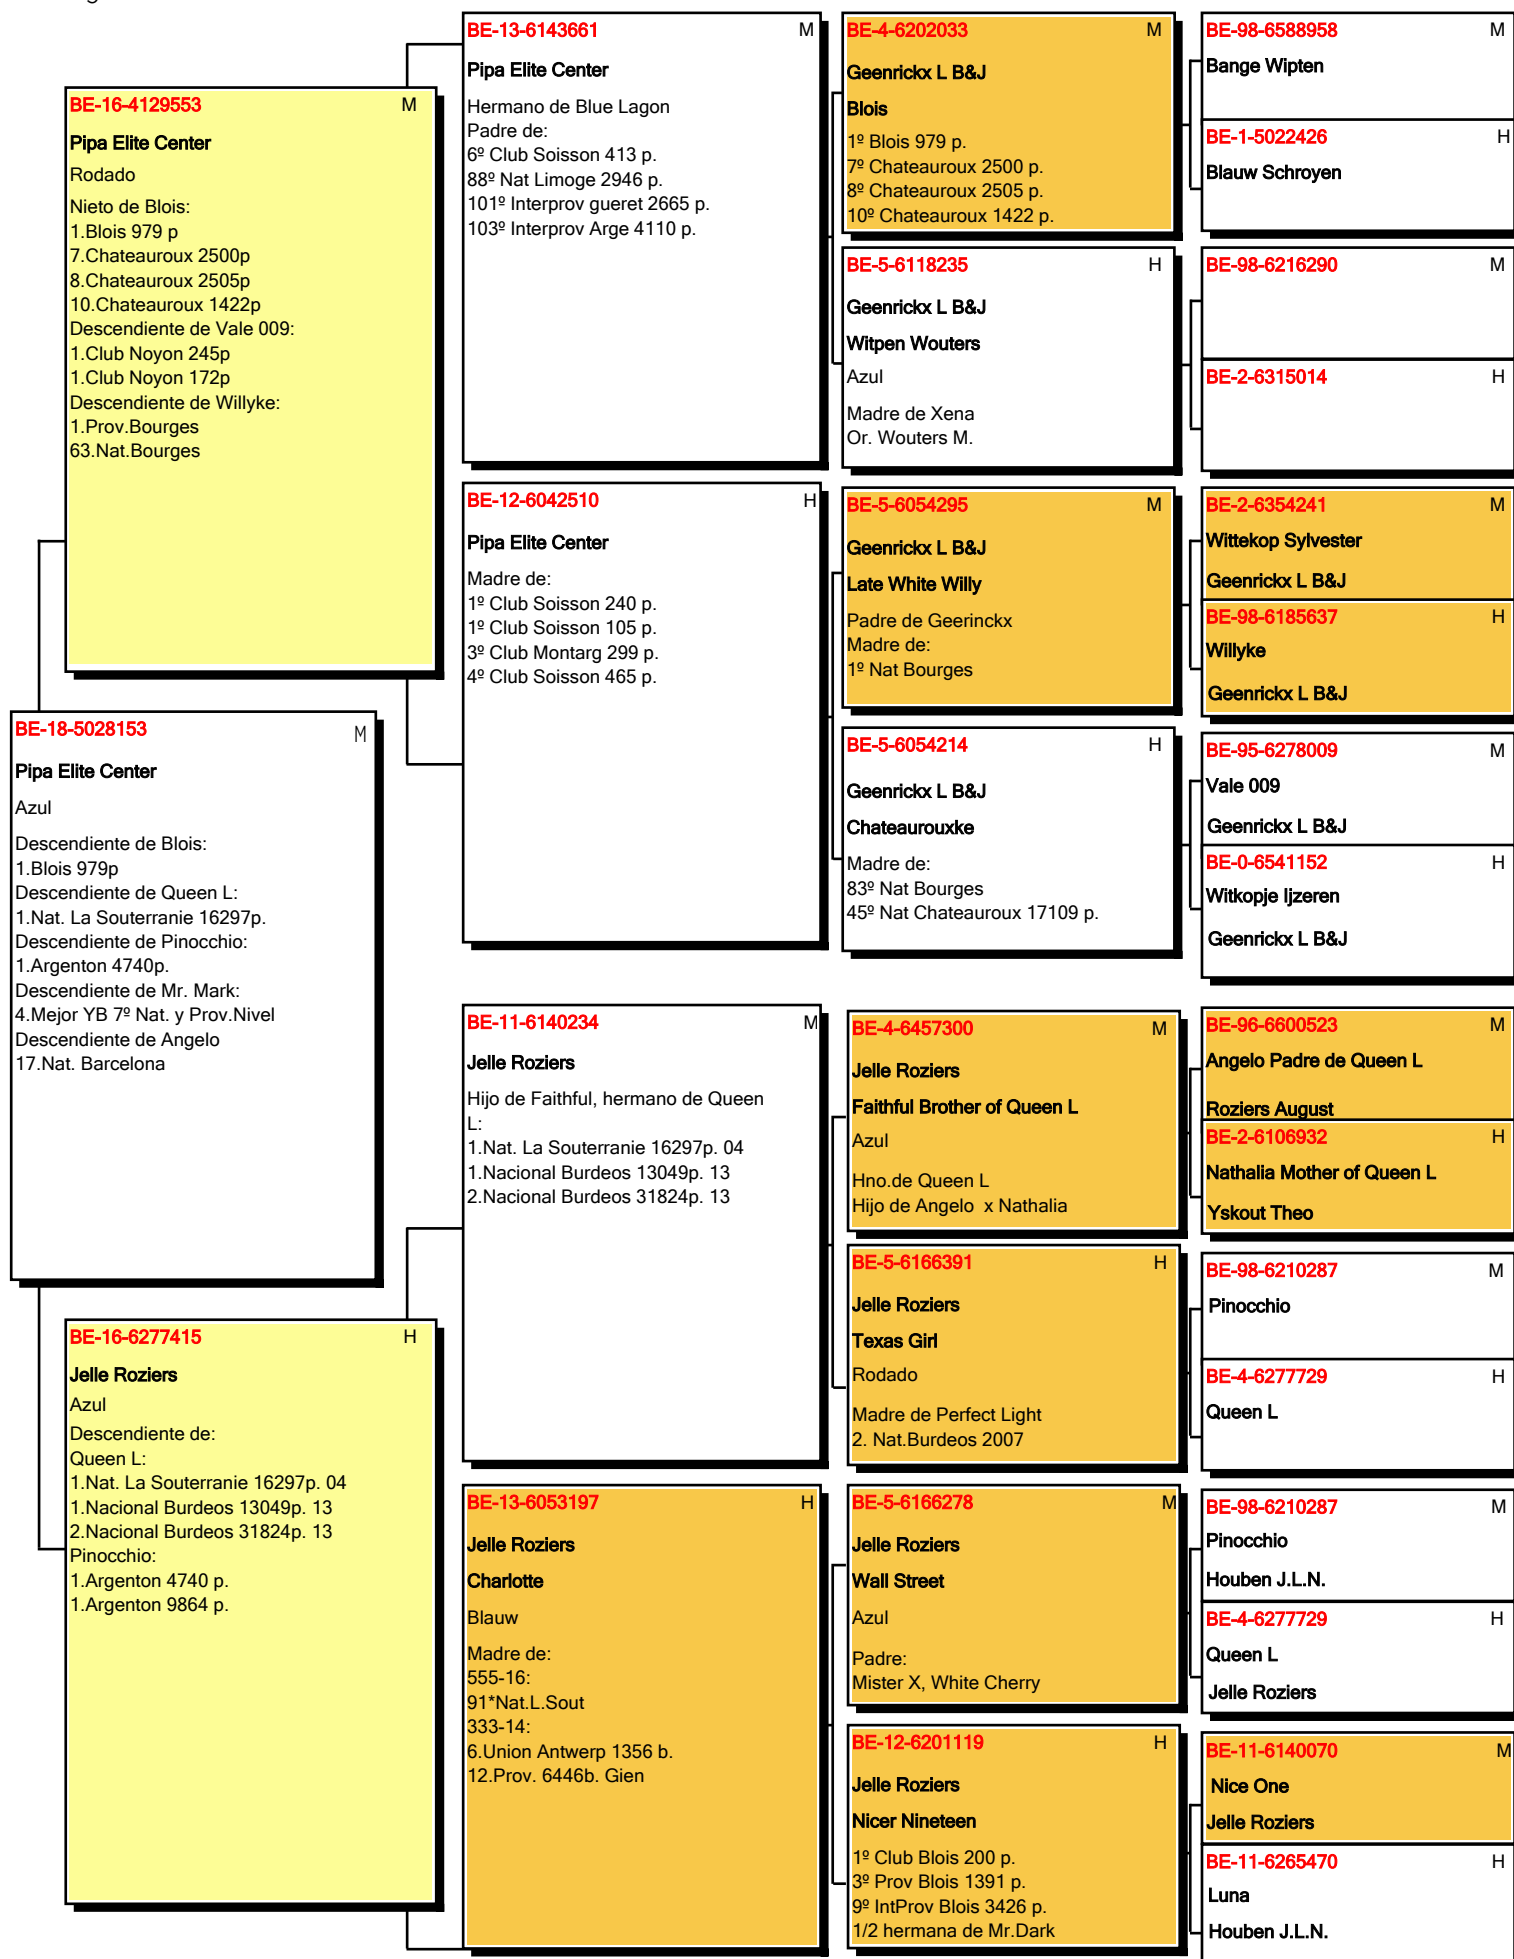 BE-18-5028153 M
Pipa Elite Center
Azul
Descendiente de Blois:
1.Blois 979p
Descendiente de Queen L:
1.Nat. La Souterranie 16297p.
Descendiente de Pinocchio:
1.Argenton 4740p.
Descendiente de Mr. Mark:
4.Mejor YB 7º Nat. y Prov.Nivel
Descendiente de Angelo
17.Nat. Barcelona
BE-16-4129553 M
Pipa Elite Center
Rodado
Nieto de Blois:
1.Blois 979 p
7.Chateauroux 2500p
8.Chateauroux 2505p
10.Chateauroux 1422p
Descendiente de Vale 009:
1.Club Noyon 245p
1.Club Noyon 172p
Descendiente de Willyke:
1.Prov.Bourges
63.Nat.Bourges
BE-16-6277415 H
Jelle Roziers
Azul
Descendiente de:
Queen L:
1.Nat. La Souterranie 16297p. 04
1.Nacional Burdeos 13049p. 13
2.Nacional Burdeos 31824p. 13
Pinocchio:
1.Argenton 4740 p.
1.Argenton 9864 p.
BE-13-6143661 M
Pipa Elite Center
Hermano de Blue Lagon
Padre de:
6º Club Soisson 413 p.
88º Nat Limoge 2946 p.
101º Interprov gueret 2665 p.
103º Interprov Arge 4110 p.
BE-12-6042510 H
Pipa Elite Center
Madre de:
1º Club Soisson 240 p.
1º Club Soisson 105 p.
3º Club Montarg 299 p.
4º Club Soisson 465 p.
BE-11-6140234 M
Jelle Roziers
Hijo de Faithful, hermano de Queen
L:
1.Nat. La Souterranie 16297p. 04
1.Nacional Burdeos 13049p. 13
2.Nacional Burdeos 31824p. 13
BE-13-6053197 H
Jelle Roziers
Charlotte
Blauw
Madre de:
555-16:
91*Nat.L.Sout
333-14:
6.Union Antwerp 1356 b.
12.Prov. 6446b. Gien
BE-4-6202033 M
Geenrickx L B&J
Blois
1º Blois 979 p.
7º Chateauroux 2500 p.
8º Chateauroux 2505 p.
10º Chateauroux 1422 p.
BE-5-6118235 H
Geenrickx L B&J
Witpen Wouters
Azul
Madre de Xena
Or. Wouters M.
BE-5-6054295 M
Geenrickx L B&J
Late White Willy
Padre de Geerinckx
Madre de:
1º Nat Bourges
BE-5-6054214 H
Geenrickx L B&J
Chateaurouxke
Madre de:
83º Nat Bourges
45º Nat Chateauroux 17109 p.
BE-4-6457300 M
Jelle Roziers
Faithful Brother of Queen L
Azul
Hno.de Queen L
Hijo de Angelo x Nathalia
BE-5-6166391 H
Jelle Roziers
Texas Girl
Rodado
Madre de Perfect Light
2. Nat.Burdeos 2007
BE-5-6166278 M
Jelle Roziers
Wall Street
Azul
Padre:
Mister X, White Cherry
BE-12-6201119 H
Jelle Roziers
Nicer Nineteen
1º Club Blois 200 p.
3º Prov Blois 1391 p.
9º IntProv Blois 3426 p.
1/2 hermana de Mr.Dark
BE-98-6588958 M
Bange Wipten
BE-1-5022426 H
Blauw Schroyen
BE-98-6216290 M
BE-2-6315014 H
BE-2-6354241 M
Wittekop Sylvester
Geenrickx L B&J
BE-98-6185637 H
Willyke
Geenrickx L B&J
BE-95-6278009 M
Vale 009
Geenrickx L B&J
BE-0-6541152 H
Witkopje Ijzeren
Geenrickx L B&J
BE-96-6600523 M
Angelo Padre de Queen L
Roziers August
BE-2-6106932 H
Nathalia Mother of Queen L
Yskout Theo
BE-98-6210287 M
Pinocchio
BE-4-6277729 H
Queen L
BE-98-6210287 M
Pinocchio
Houben J.L.N.
BE-4-6277729 H
Queen L
Jelle Roziers
BE-11-6140070 M
Nice One
Jelle Roziers
BE-11-6265470 H
Luna
Houben J.L.N.